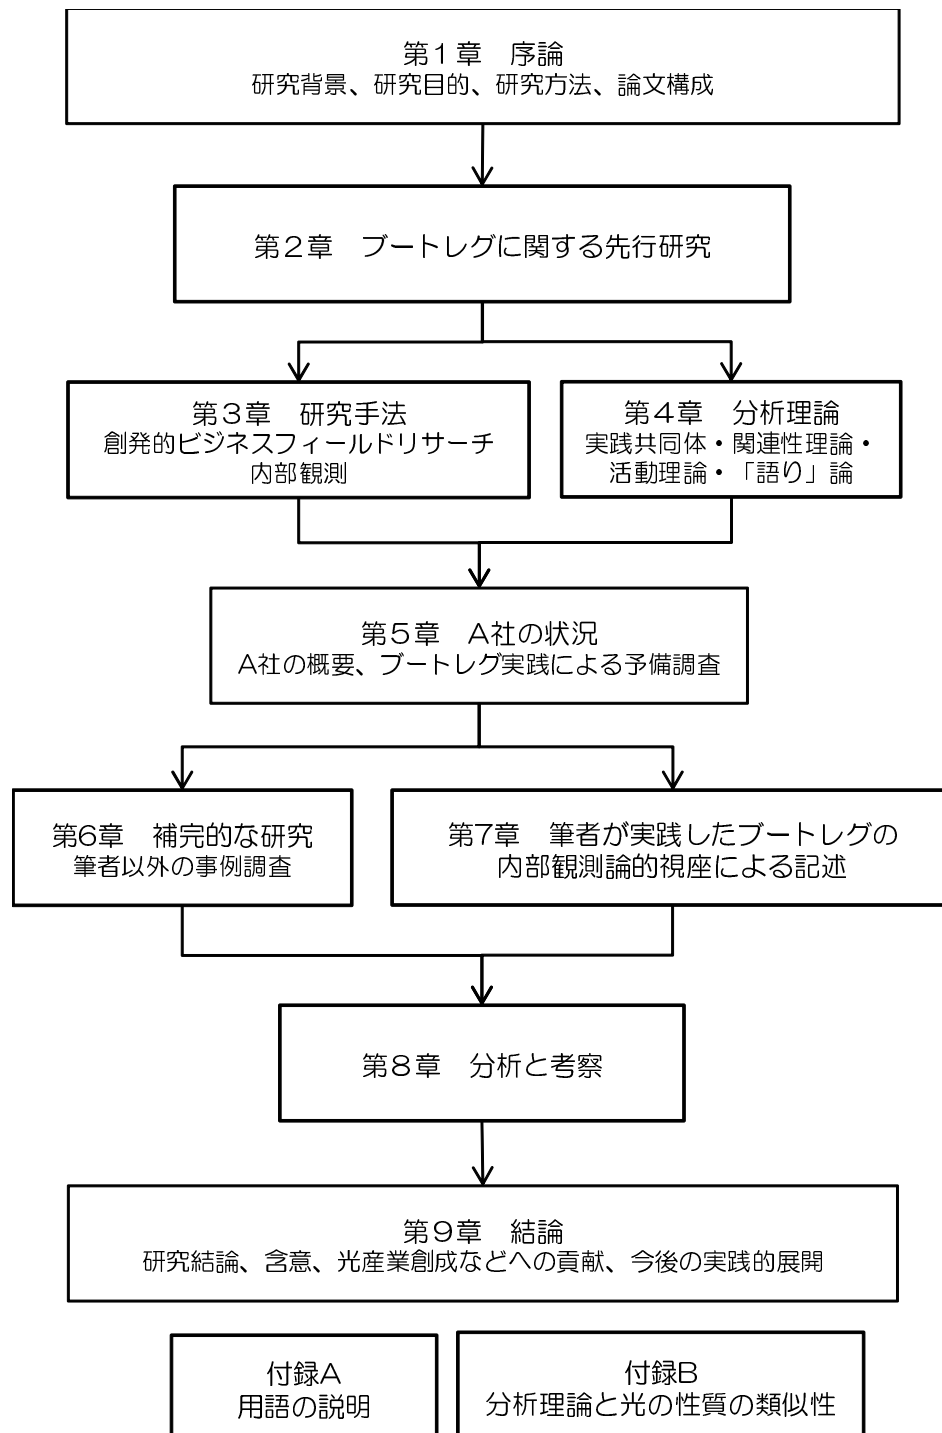 第1章　序論
研究背景、研究目的、研究方法、論文構成
第2章　ブートレグに関する先行研究
第3章　研究手法
創発的ビジネスフィールドリサーチ
内部観測
第4章　分析理論
実践共同体・関連性理論・
活動理論・「語り」論
第5章　A社の状況
A社の概要、ブートレグ実践による予備調査
第6章　補完的な研究
筆者以外の事例調査
第7章　筆者が実践したブートレグの
内部観測論的視座による記述
第8章　分析と考察
第9章　結論
研究結論、含意、光産業創成などへの貢献、今後の実践的展開
付録A
用語の説明
付録B
分析理論と光の性質の類似性